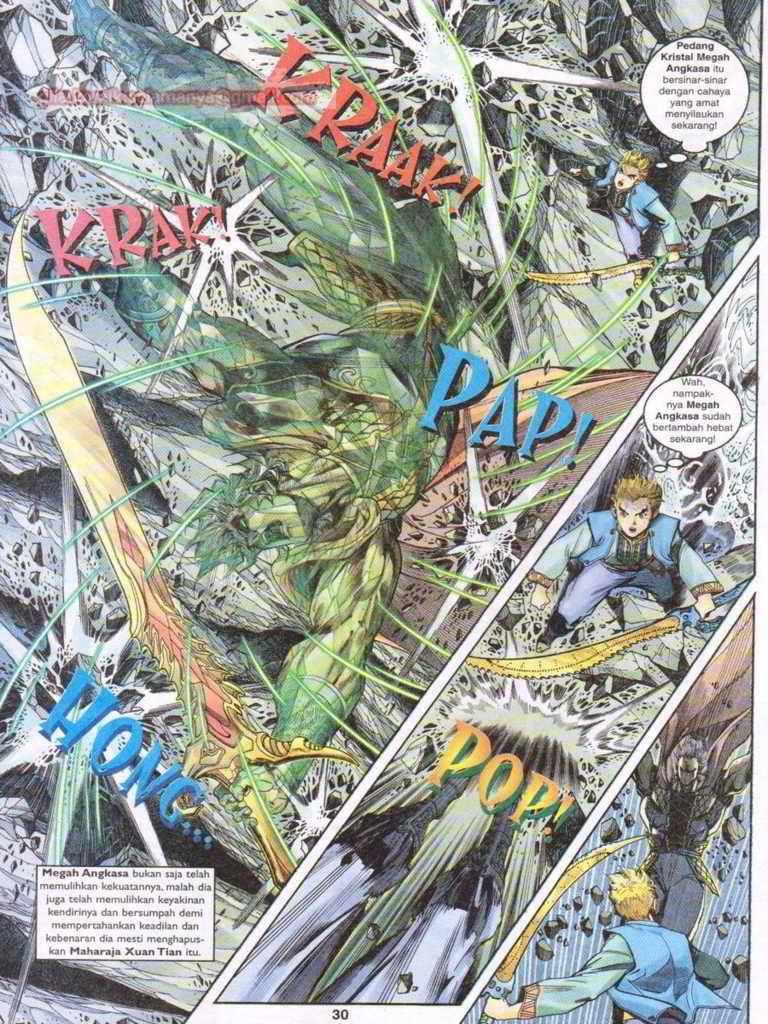 KRAAK!
KRAK!
Pedang
Kristal Megah
Angkasa itu
bersinar-sinar
dengan cahaya
yang amat
menyilaukan
sekarang!
PAP!
Wah,
nampak-
nya Megah
Angkasa sudah
bertambah hebat
sekarang!
HONG...
POP!
Megah Angkasa bukan saja telah
memulihkan kekuatannya, malah dia
juga telah memulihkan keyakinan
kendirinya dan bersumpah demi
mempertahankan keadilan dan
kebenaran dia mesti menghapus-
kan Maharaja Xuan Tian itu.
30